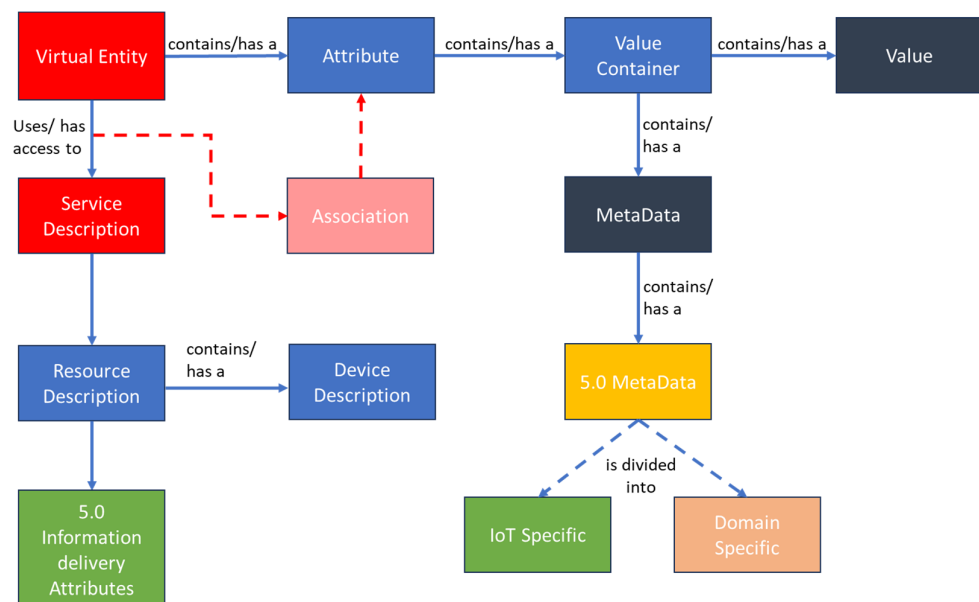 Virtual Entity
contains/has a
Attribute
contains/has a
Value
Container
contains/has a
Value
Uses/ has
access to
contains/
has a
Service
Description
Association
MetaData
contains/
has a
Resource
Description
contains/
has a
Device
Description
5.0 MetaData
is divided
into
5.0
Information
delivery
Attributes
IoT Specific
Domain
Specific